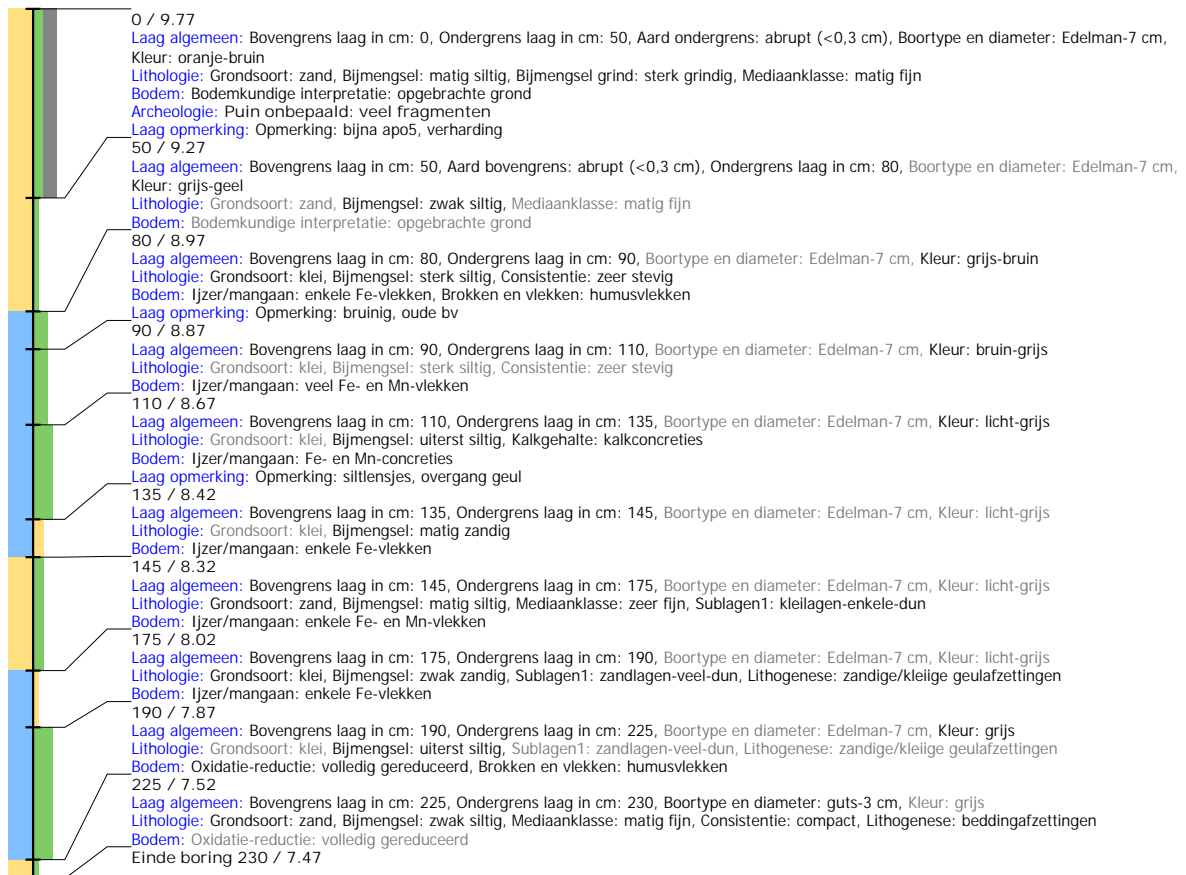 0 / 9.77
Laag algemeen: Bovengrens laag in cm: 0, Ondergrens laag in cm: 50, Aard ondergrens: abrupt (<0,3 cm), Boortype en diameter: Edelman-7 cm,
Kleur: oranje-bruin
Lithologie: Grondsoort: zand, Bijmengsel: matig siltig, Bijmengsel grind: sterk grindig, Mediaanklasse: matig fijn
Bodem: Bodemkundige interpretatie: opgebrachte grond
Archeologie: Puin onbepaald: veel fragmenten
Laag opmerking: Opmerking: bijna apo5, verharding
50 / 9.27
Laag algemeen: Bovengrens laag in cm: 50, Aard bovengrens: abrupt (<0,3 cm), Ondergrens laag in cm: 80, Boortype en diameter: Edelman-7 cm,
Kleur: grijs-geel
Lithologie: Grondsoort: zand, Bijmengsel: zwak siltig, Mediaanklasse: matig fijn
Bodem: Bodemkundige interpretatie: opgebrachte grond
80 / 8.97
Laag algemeen: Bovengrens laag in cm: 80, Ondergrens laag in cm: 90, Boortype en diameter: Edelman-7 cm, Kleur: grijs-bruin
Lithologie: Grondsoort: klei, Bijmengsel: sterk siltig, Consistentie: zeer stevig
Bodem: Ijzer/mangaan: enkele Fe-vlekken, Brokken en vlekken: humusvlekken
Laag opmerking: Opmerking: bruinig, oude bv
90 / 8.87
Laag algemeen: Bovengrens laag in cm: 90, Ondergrens laag in cm: 110, Boortype en diameter: Edelman-7 cm, Kleur: bruin-grijs
Lithologie: Grondsoort: klei, Bijmengsel: sterk siltig, Consistentie: zeer stevig
Bodem: Ijzer/mangaan: veel Fe- en Mn-vlekken
110 / 8.67
Laag algemeen: Bovengrens laag in cm: 110, Ondergrens laag in cm: 135, Boortype en diameter: Edelman-7 cm, Kleur: licht-grijs
Lithologie: Grondsoort: klei, Bijmengsel: uiterst siltig, Kalkgehalte: kalkconcreties
Bodem: Ijzer/mangaan: Fe- en Mn-concreties
Laag opmerking: Opmerking: siltlensjes, overgang geul
135 / 8.42
Laag algemeen: Bovengrens laag in cm: 135, Ondergrens laag in cm: 145, Boortype en diameter: Edelman-7 cm, Kleur: licht-grijs
Lithologie: Grondsoort: klei, Bijmengsel: matig zandig
Bodem: Ijzer/mangaan: enkele Fe-vlekken
145 / 8.32
Laag algemeen: Bovengrens laag in cm: 145, Ondergrens laag in cm: 175, Boortype en diameter: Edelman-7 cm, Kleur: licht-grijs
Lithologie: Grondsoort: zand, Bijmengsel: matig siltig, Mediaanklasse: zeer fijn, Sublagen1: kleilagen-enkele-dun
Bodem: Ijzer/mangaan: enkele Fe- en Mn-vlekken
175 / 8.02
Laag algemeen: Bovengrens laag in cm: 175, Ondergrens laag in cm: 190, Boortype en diameter: Edelman-7 cm, Kleur: licht-grijs
Lithologie: Grondsoort: klei, Bijmengsel: zwak zandig, Sublagen1: zandlagen-veel-dun, Lithogenese: zandige/kleiige geulafzettingen
Bodem: Ijzer/mangaan: enkele Fe-vlekken
190 / 7.87
Laag algemeen: Bovengrens laag in cm: 190, Ondergrens laag in cm: 225, Boortype en diameter: Edelman-7 cm, Kleur: grijs
Lithologie: Grondsoort: klei, Bijmengsel: uiterst siltig, Sublagen1: zandlagen-veel-dun, Lithogenese: zandige/kleiige geulafzettingen
Bodem: Oxidatie-reductie: volledig gereduceerd, Brokken en vlekken: humusvlekken
225 / 7.52
Laag algemeen: Bovengrens laag in cm: 225, Ondergrens laag in cm: 230, Boortype en diameter: guts-3 cm, Kleur: grijs
Lithologie: Grondsoort: zand, Bijmengsel: zwak siltig, Mediaanklasse: matig fijn, Consistentie: compact, Lithogenese: beddingafzettingen
Bodem: Oxidatie-reductie: volledig gereduceerd
Einde boring 230 / 7.47